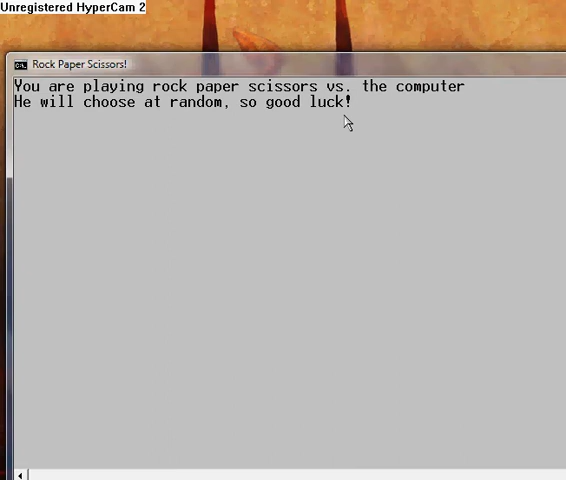 Unregistered HyperCam 2
Rock Paper Scissors!
You are playing rock paper scissors vs. the computer
He will choose at random, so good luck!